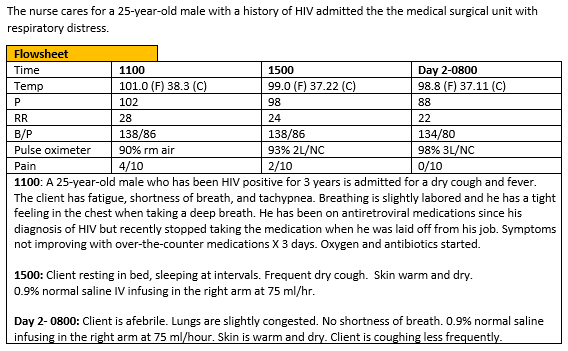 The nurse cares for a 25-year-old male with a history of HIV admitted the the medical surgical unit with
respiratory distress.
Flowsheet
Time 1100 1500 Day 2-0800
Temp 101.0 (F) 38.3 (C) 99.0 (F) 37.22 (C) 98.8 (F) 37.11 (C)
P 102 98 88
RR 28 24 22
B/P 138/86 138/86 134/80
Pulse oximeter 90% rm air 93% 2L/NC 98% 3L/NC
Pain 4/10 2/10 0/10
1100: A 25-year-old male who has been HIV positive for 3 years is admitted for a dry cough and fever.
The client has fatigue, shortness of breath, and tachypnea. Breathing is slightly labored and he has a tight
feeling in the chest when taking a deep breath. He has been on antiretroviral medications since his
diagnosis of HIV but recently stopped taking the medication when he was laid off from his job. Symptoms
not improving with over-the-counter medications X 3 days. Oxygen and antibiotics started.
1500: Client resting in bed, sleeping at intervals. Frequent dry cough. Skin warm and dry.
0.9% normal saline IV infusing in the right arm at 75 ml/hr.
Day 2- 0800: Client is afebrile. Lungs are slightly congested. No shortness of breath. 0.9% normal saline
infusing in the right arm at 75 ml/hour. Skin is warm and dry. Client is coughing less frequently.